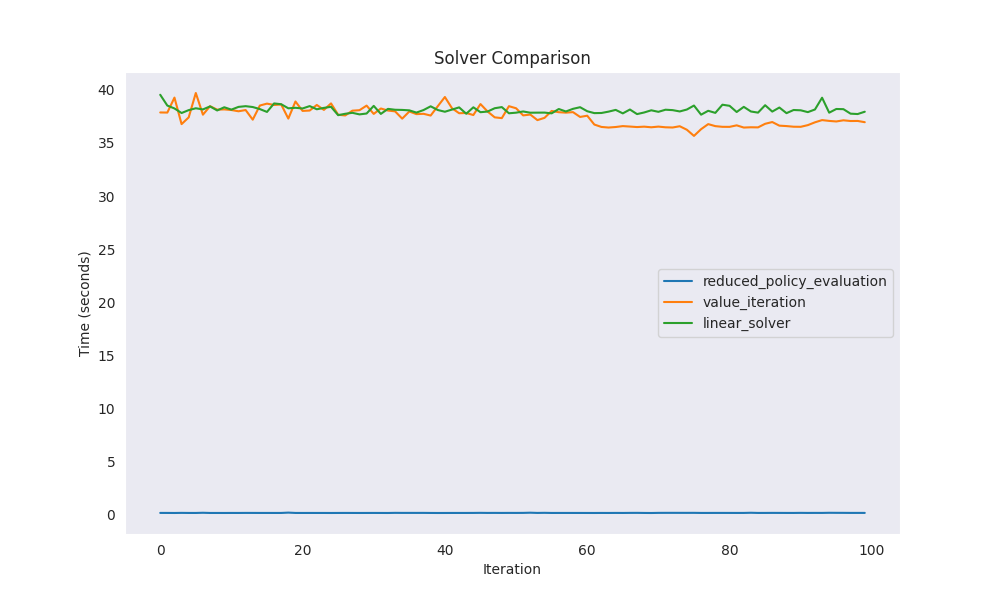 Solver Comparison
Time (seconds)
40
35
30
25
20
15
10
5
0
reduced_policy_evaluation
value_iteration
linear_solver
0 20 40 60 80 100
Iteration